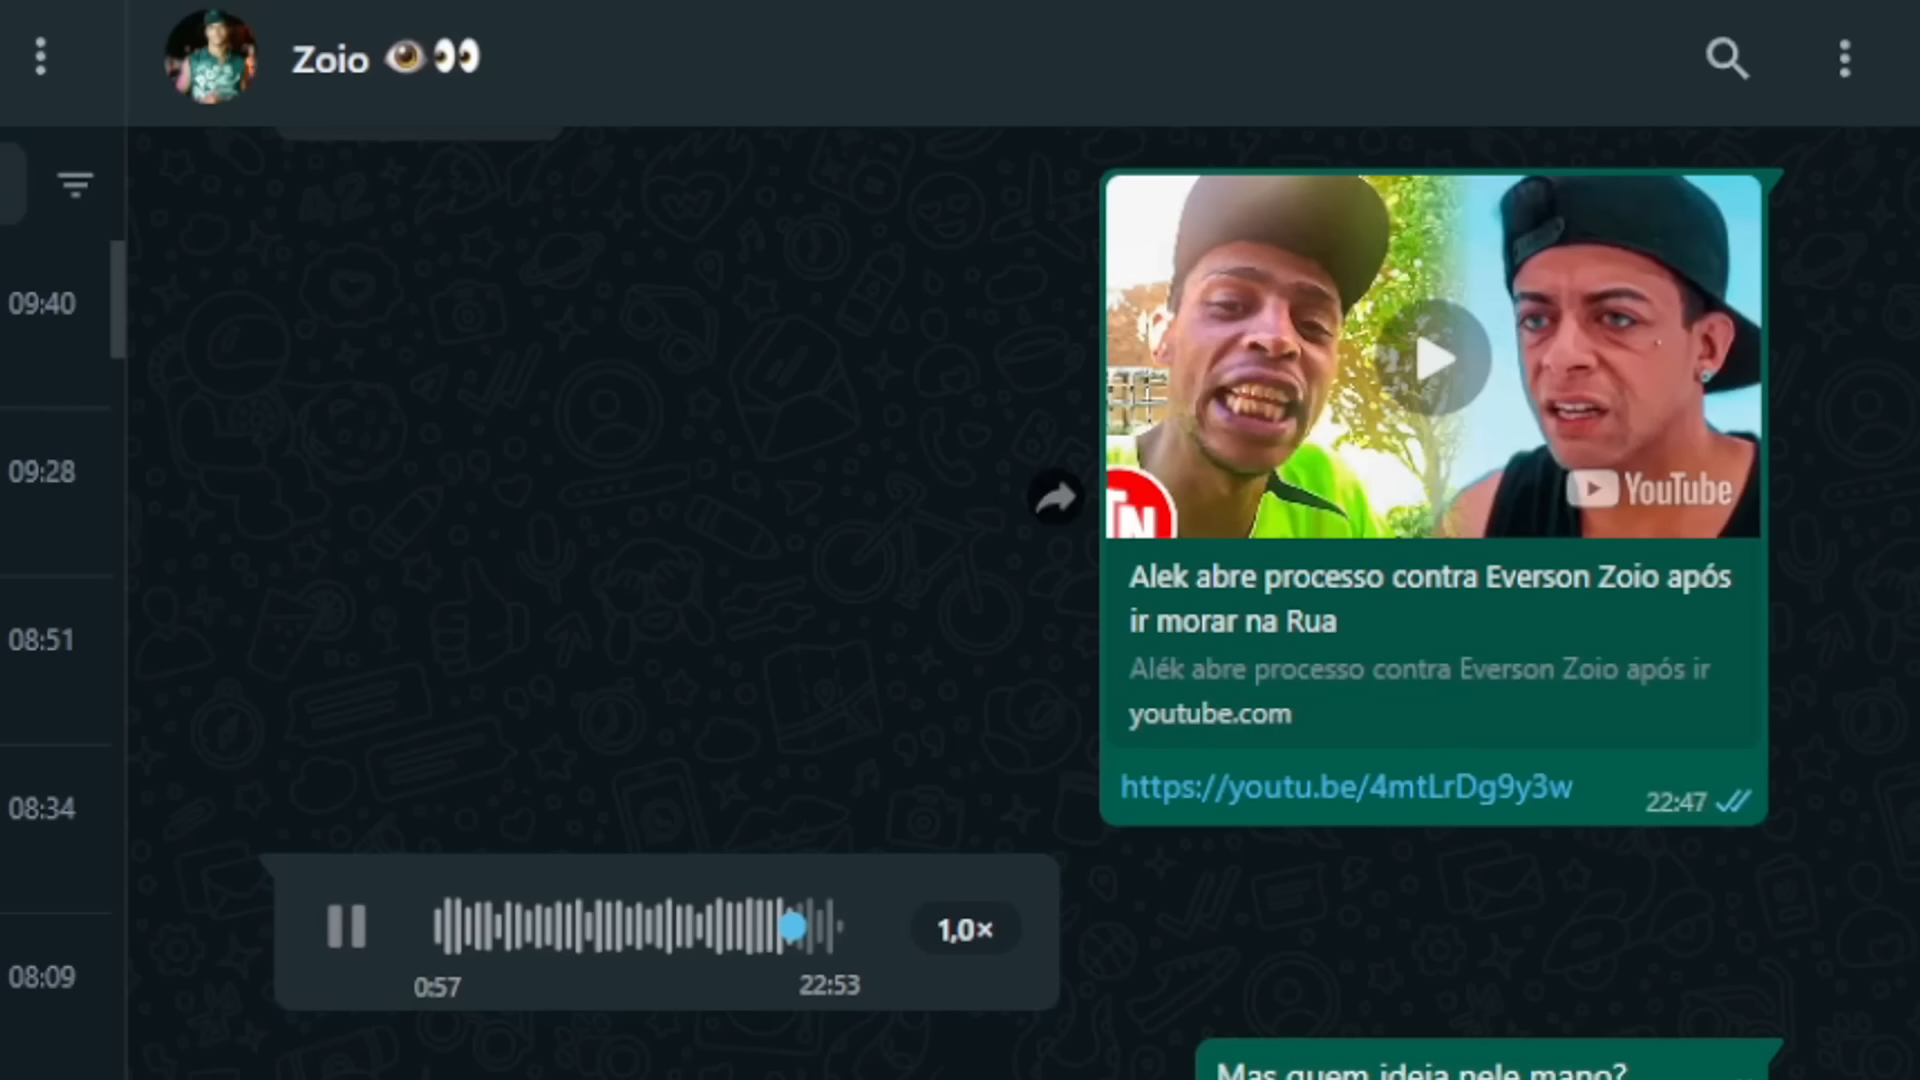 Zoio 👁️👀
09:40
09:28
08:51
08:34
08:09
YouTube
Alek abre processo contra Everson Zoio após
ir morar na Rua
Alék abre processo contra Everson Zoio após ir
youtube.com
https://youtu.be/4mtLrDg9y3w
22:47
1,0×
0:57
22:53
Mas quem ideia nele mano?